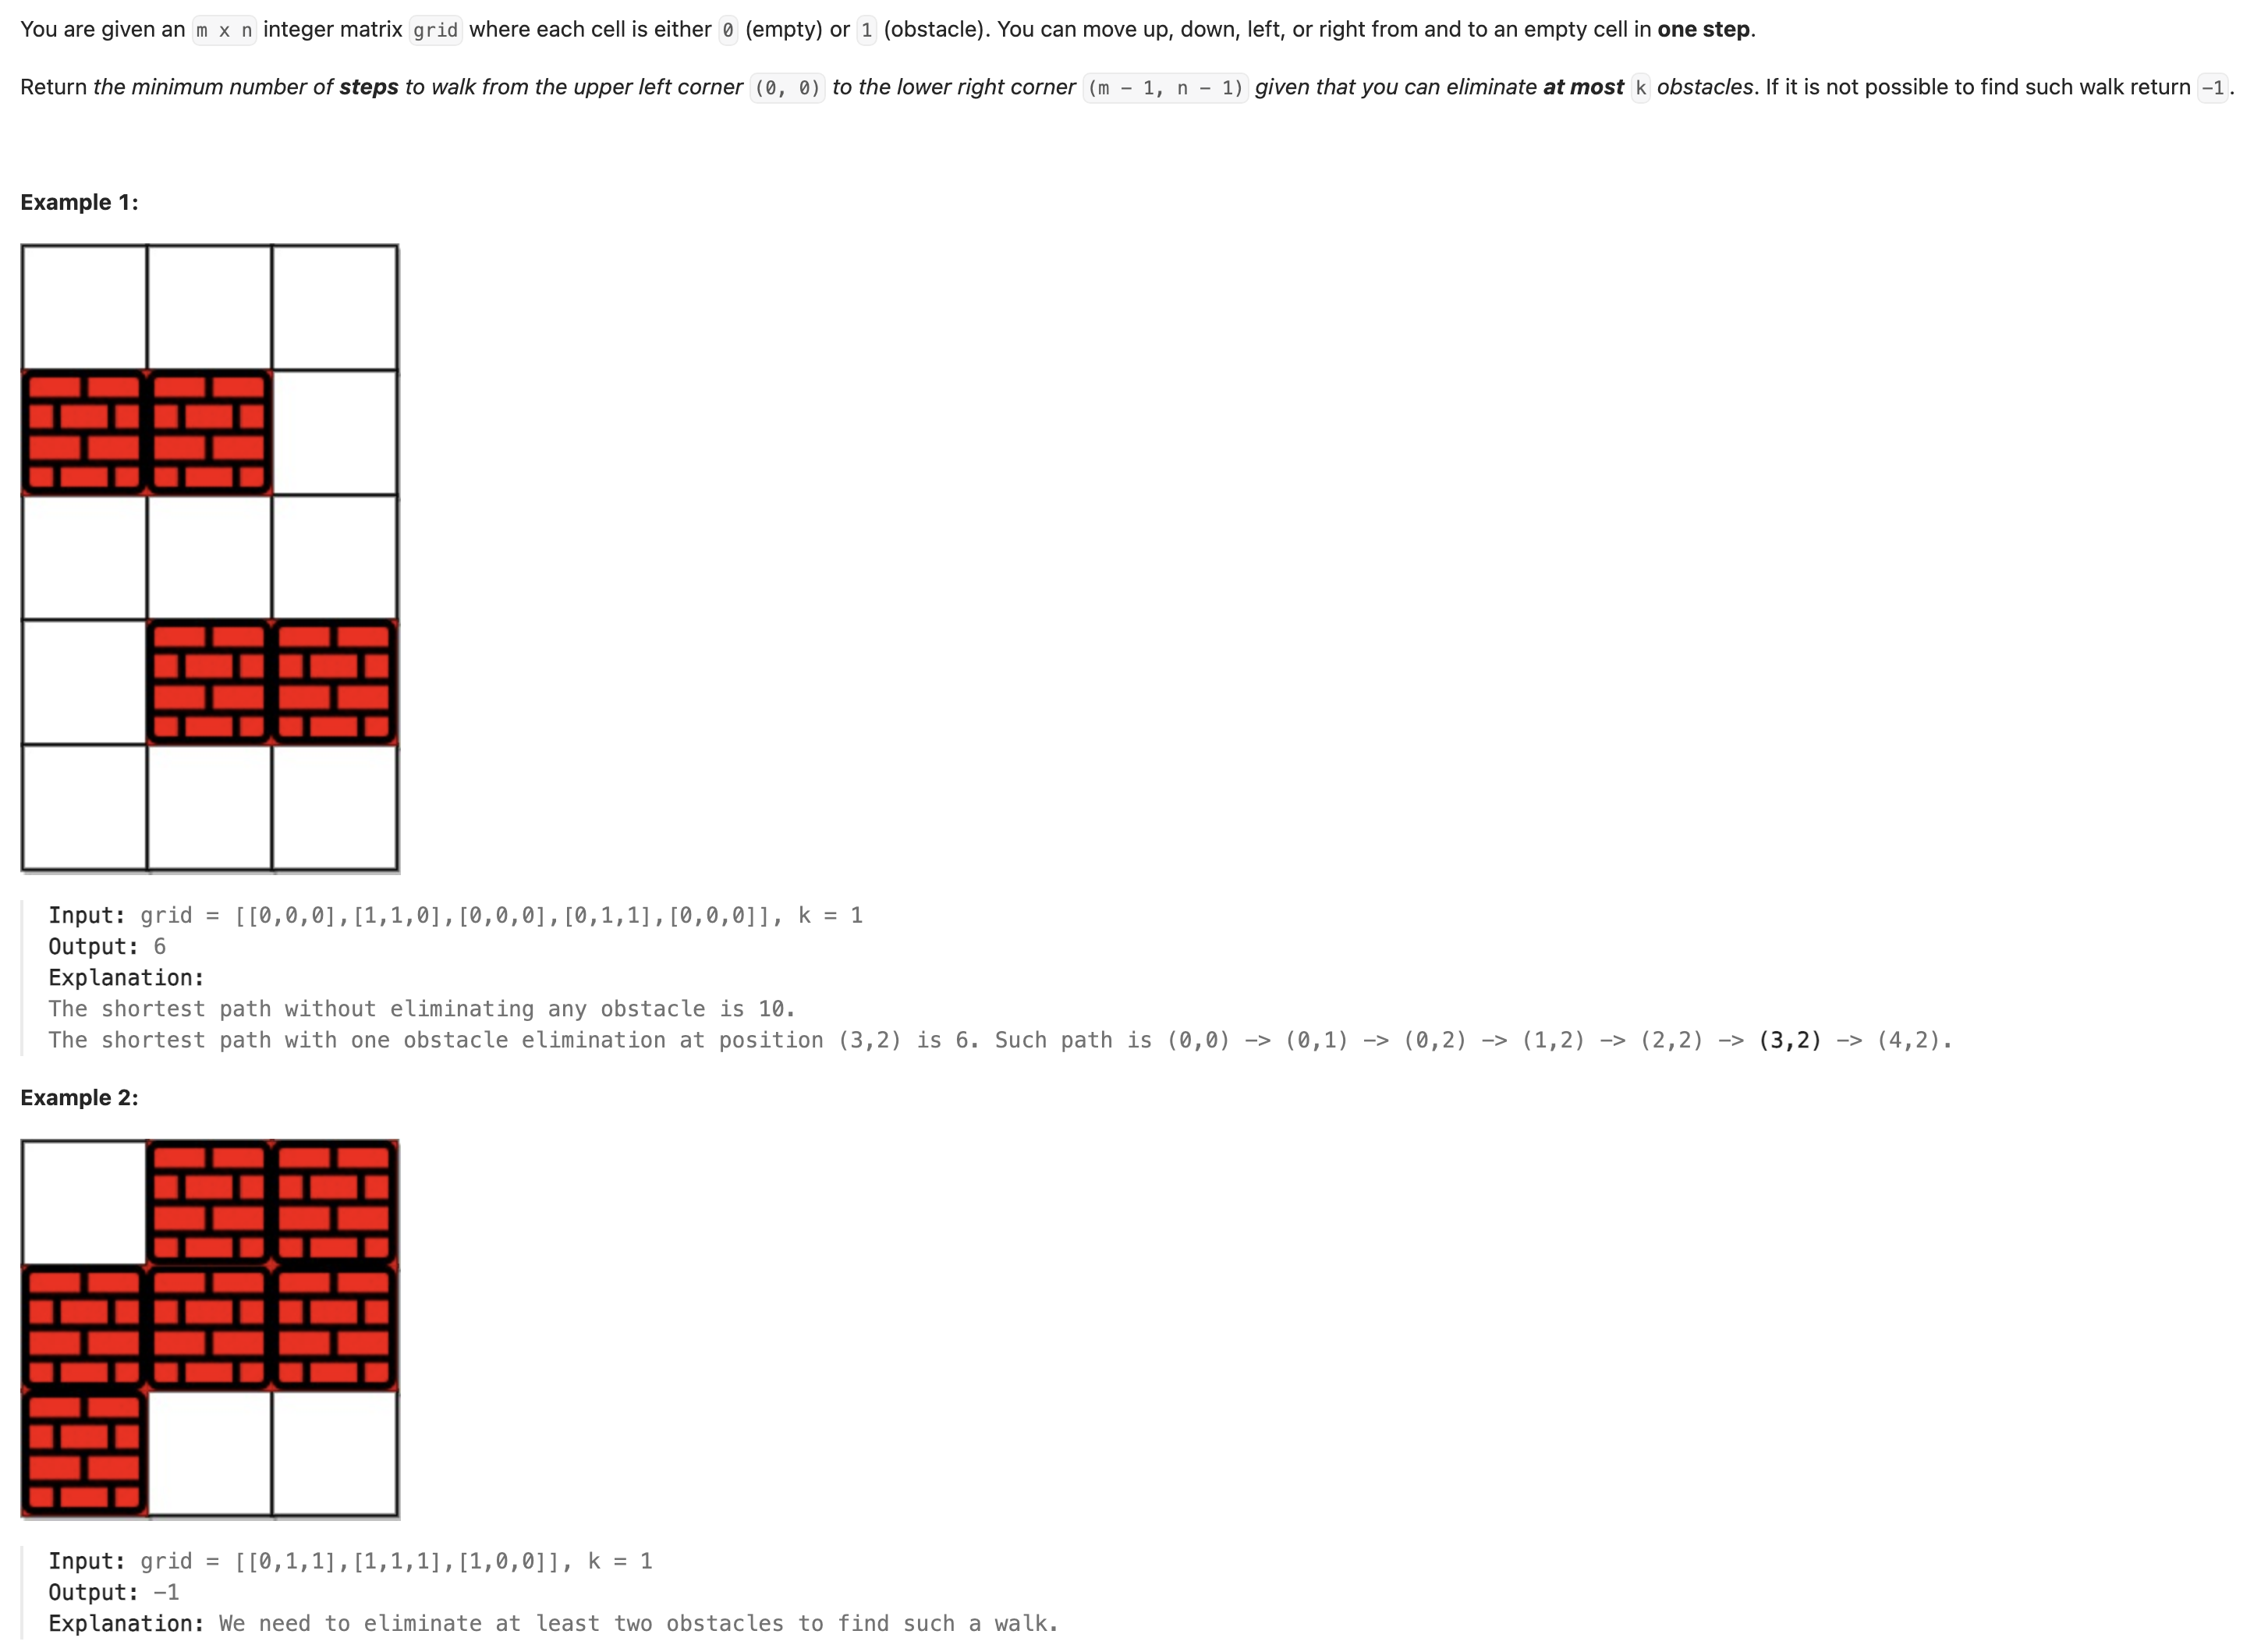 You are given an m x n integer matrix grid where each cell is either 0 (empty) or 1 (obstacle). You can move up, down, left, or right from and to an empty cell in one step.
Return the minimum number of steps to walk from the upper left corner (0, 0) to the lower right corner (m − 1, n − 1) given that you can eliminate at most k obstacles. If it is not possible to find such walk return −1.
Example 1:
Input: grid = [[0,0,0],[1,1,0],[0,0,0],[0,1,1],[0,0,0]], k = 1
Output: 6
Explanation:
The shortest path without eliminating any obstacle is 10.
The shortest path with one obstacle elimination at position (3,2) is 6. Such path is (0,0) −> (0,1) −> (0,2) −> (1,2) −> (2,2) −> (3,2) −> (4,2).
Example 2:
Input: grid = [[0,1,1],[1,1,1],[1,0,0]], k = 1
Output: −1
Explanation: We need to eliminate at least two obstacles to find such a walk.